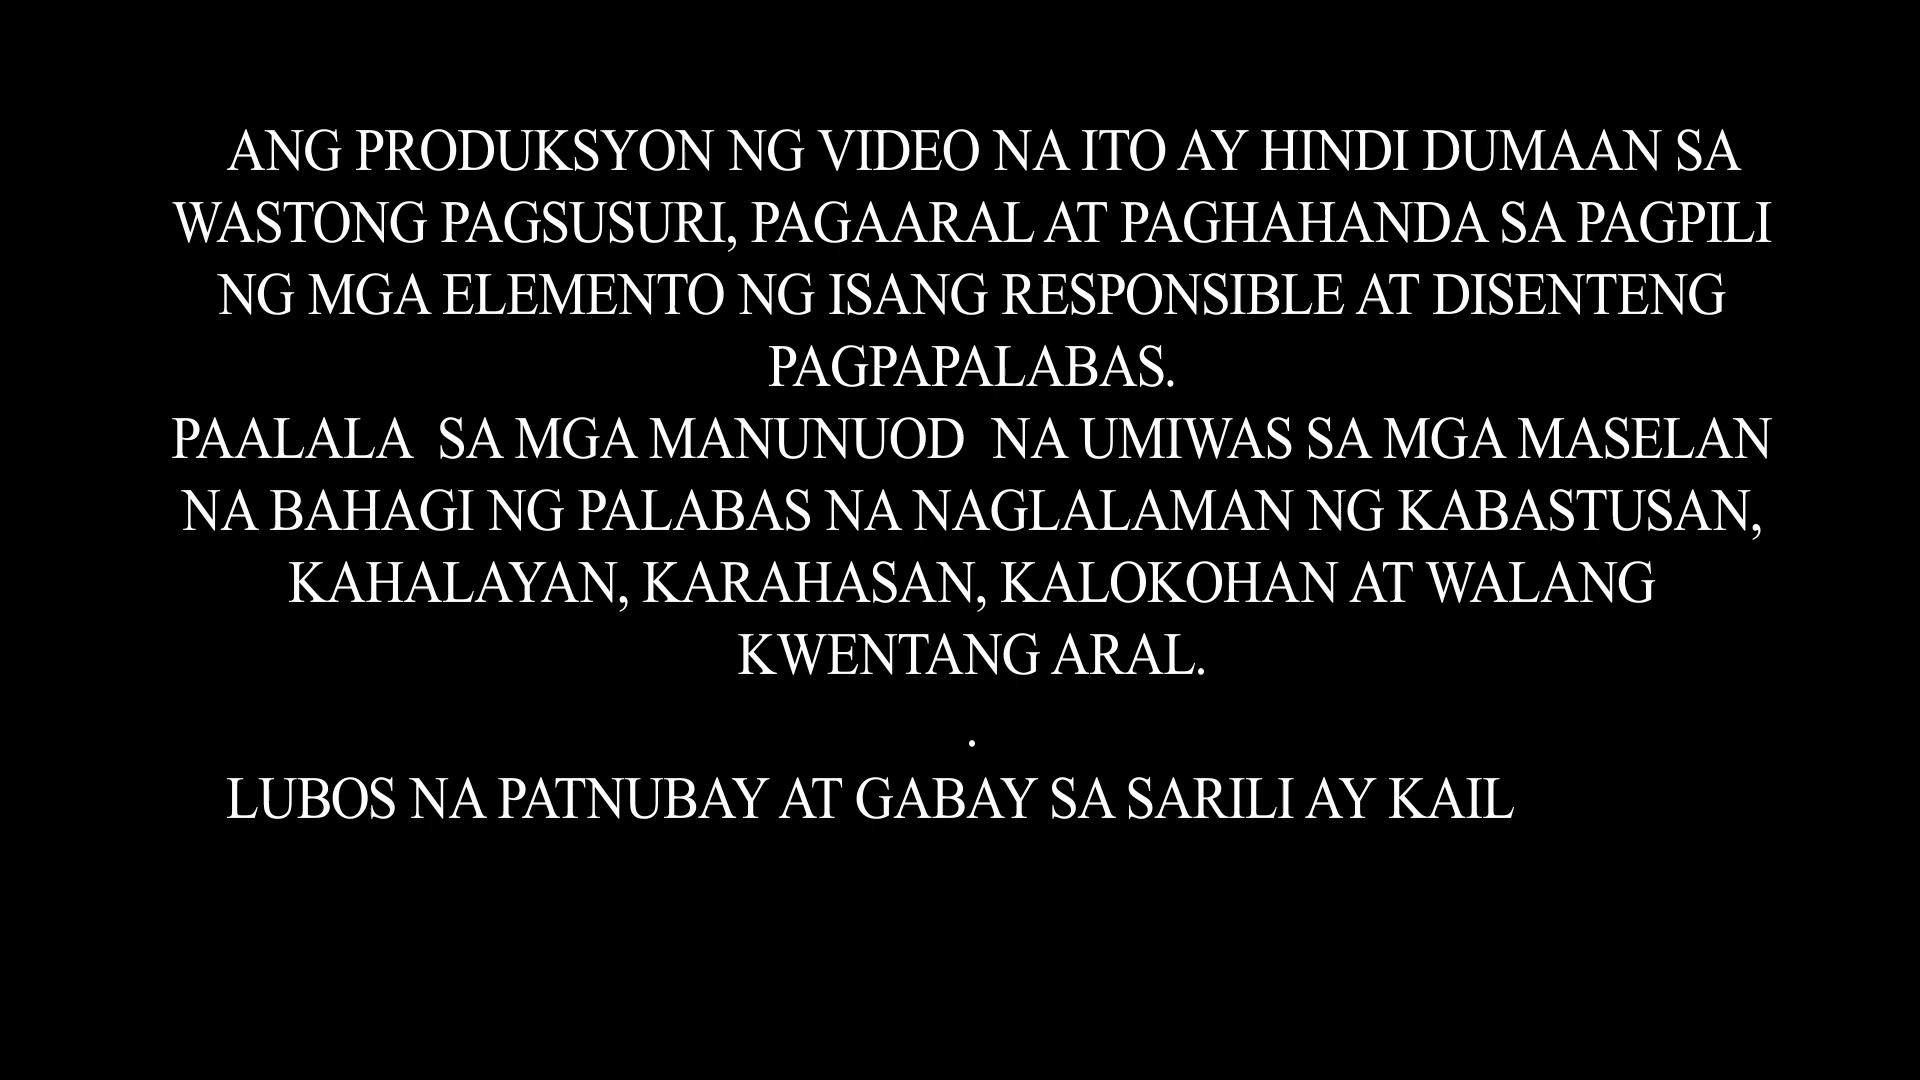 ANG PRODUKSYON NG VIDEO NA ITO AY HINDI DUMAAN SA
WASTONG PAGSUSURI, PAGAARAL AT PAGHAHANDA SA PAGPILI
NG MGA ELEMENTO NG ISANG RESPONSIBLE AT DISENTENG
PAGPAPALABAS.
PAALALA  SA MGA MANUNUOD  NA UMIWAS SA MGA MASELAN
NA BAHAGI NG PALABAS NA NAGLALAMAN NG KABASTUSAN,
KAHALAYAN, KARAHASAN, KALOKOHAN AT WALANG
KWENTANG ARAL.
.
LUBOS NA PATNUBAY AT GABAY SA SARILI AY KAIL